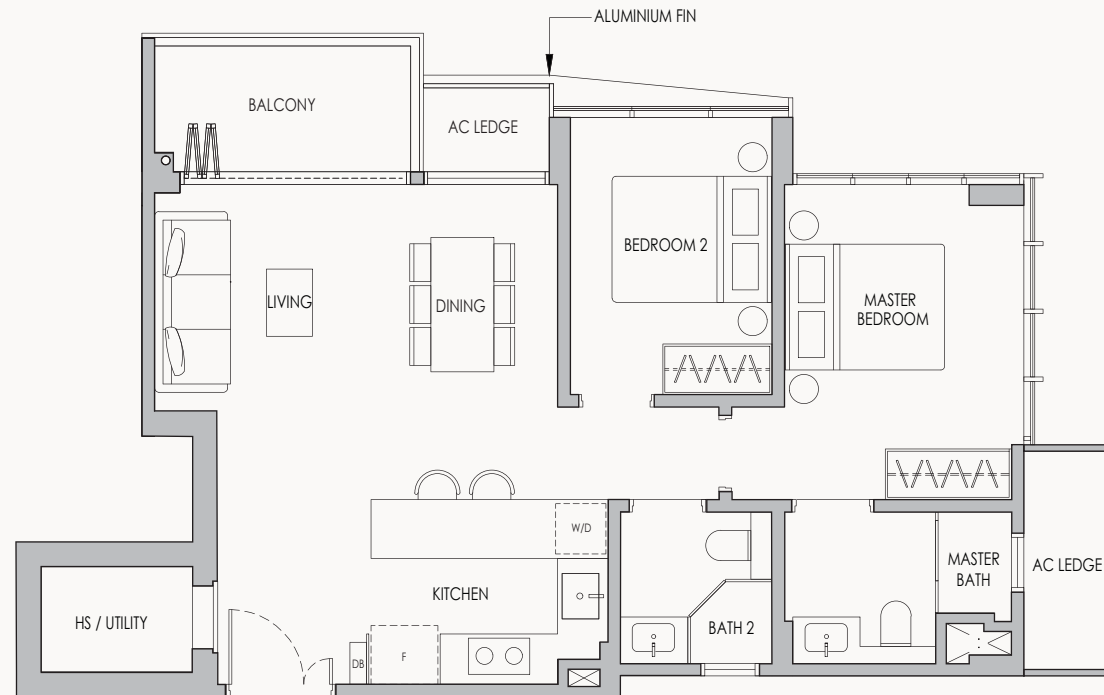 ALUMINIUM FIN
BALCONY
AC LEDGE
BEDROOM 2
LIVING
DINING
MASTER
BEDROOM
W/D
KITCHEN
MASTER
BATH
AC LEDGE
HS / UTILITY
BATH 2
DB
F